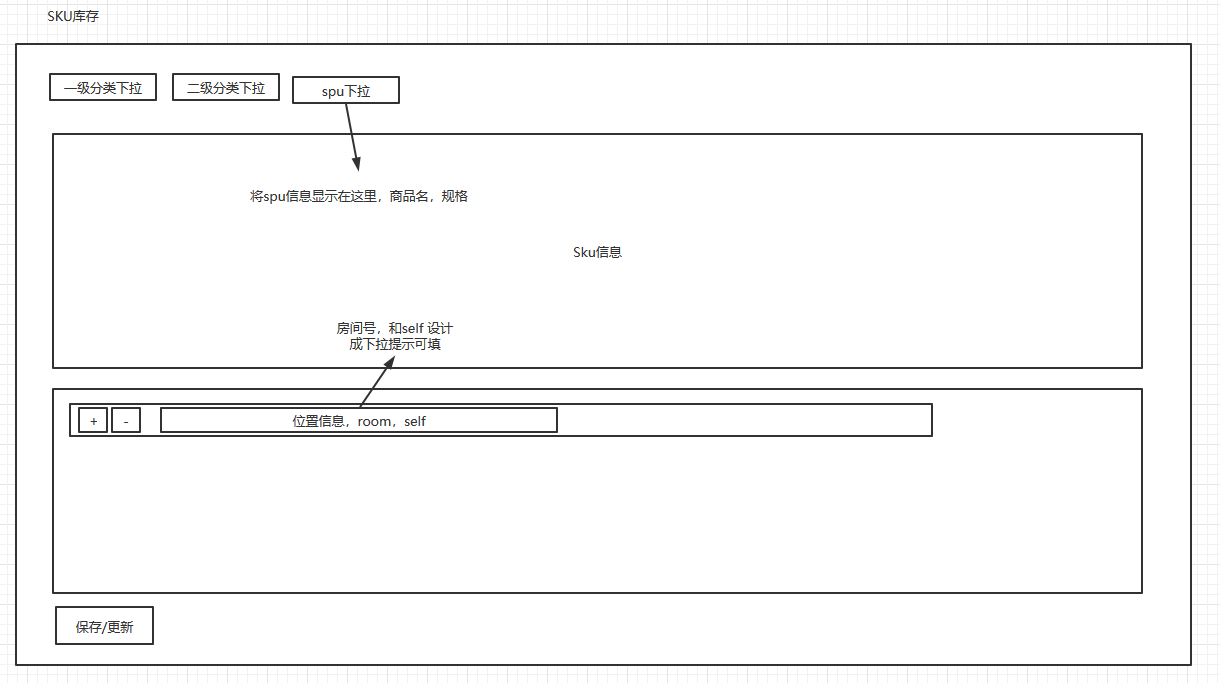 SKU库存
一级分类下拉
二级分类下拉
spu下拉
将spu信息显示在这里，商品名，规格
Sku信息
房间号，和self 设计
成下拉提示可填
+
-
位置信息，room，self
保存/更新